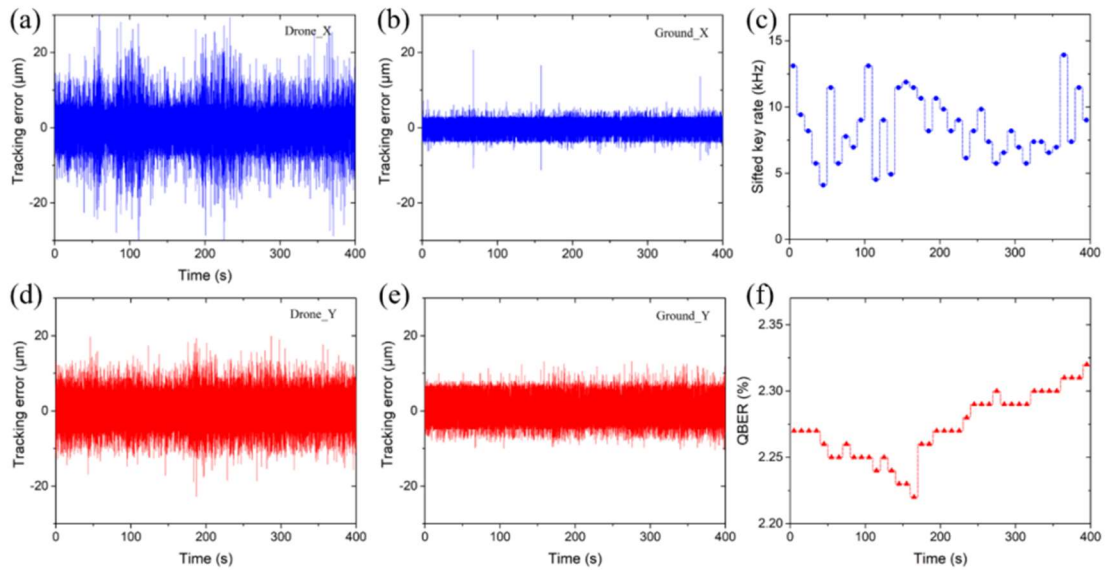 (a)
Drone_X
Tracking error (μm)
20
0
-20
0 100 200 300 400
Time (s)
(b)
Ground_X
Tracking error (μm)
20
0
-20
0 100 200 300 400
(c)
Sifted key rate (kHz)
15
10
5
0
0 100 200 300 400
(d)
Drone_Y
Tracking error (μm)
20
0
-20
0 100 200 300 400
Time (s)
(e)
Ground_Y
Tracking error (μm)
20
0
-20
0 100 200 300 400
Time (s)
(f)
QBER (%)
2.35
2.30
2.25
2.20
0 100 200 300 400
Time (s)